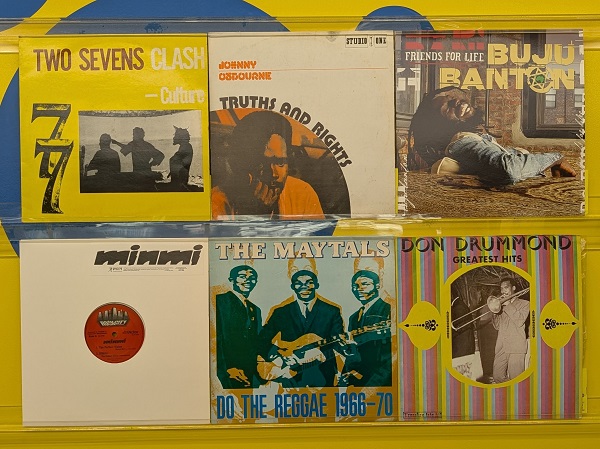 TWO SEVENS CLASH
— Culture
77
STUDIO ONE
JOHNNY
OSBOURNE
TRUTHS AND RIGHTS
FRIENDS FOR LIFE
BUJU
BANTON
minmi
minmi
THE MAYTALS
DO THE REGGAE 1966-70
DON DRUMMOND
GREATEST HITS